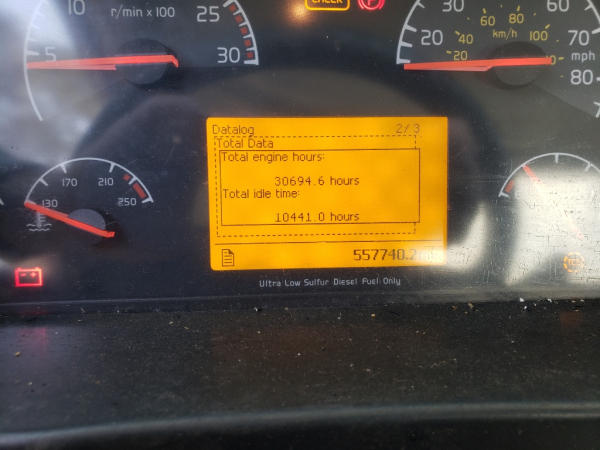 CHECK
P
10
r/min x 100
25
5
30
30
60
60
80
40
km/h
100
20
20
70
mph
80
Datalog
2/ 3
Total Data
Total engine hours:
30694.6 hours
Total idle time:
10441.0 hours
557740.2
170
210
130
250
Ultra Low Sulfur Diesel Fuel Only